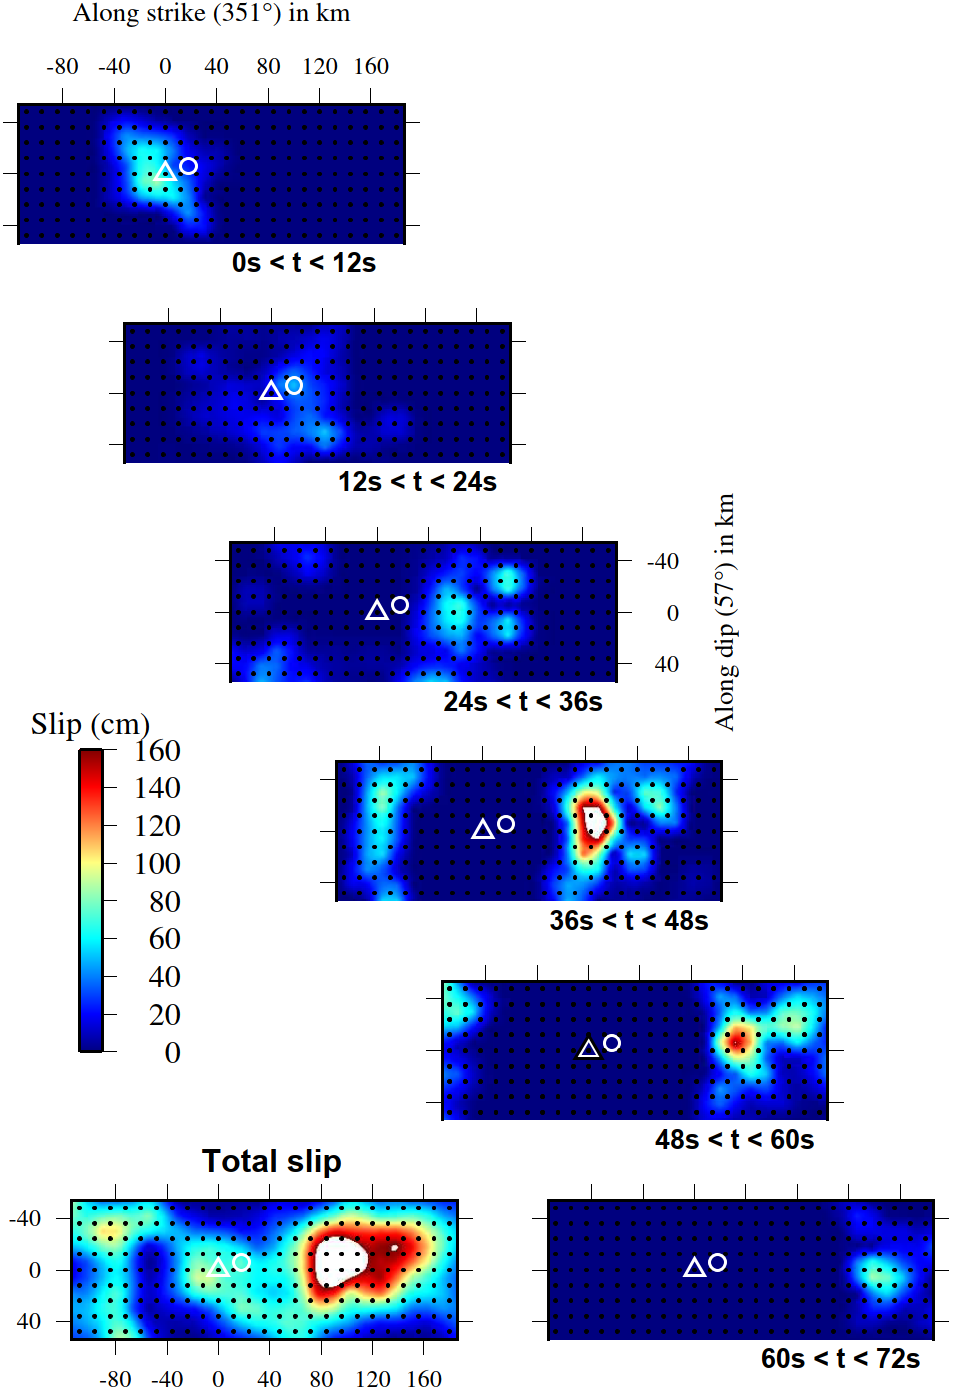 Along strike (351°) in km
-80 -40 0 40 80 120 160
0s < t < 12s
12s < t < 24s
-40
0
40
Along dip (57°) in km
24s < t < 36s
Slip (cm)
160
140
120
100
80
60
40
20
0
36s < t < 48s
48s < t < 60s
Total slip
-40
0
40
-80 -40 0 40 80 120 160
60s < t < 72s